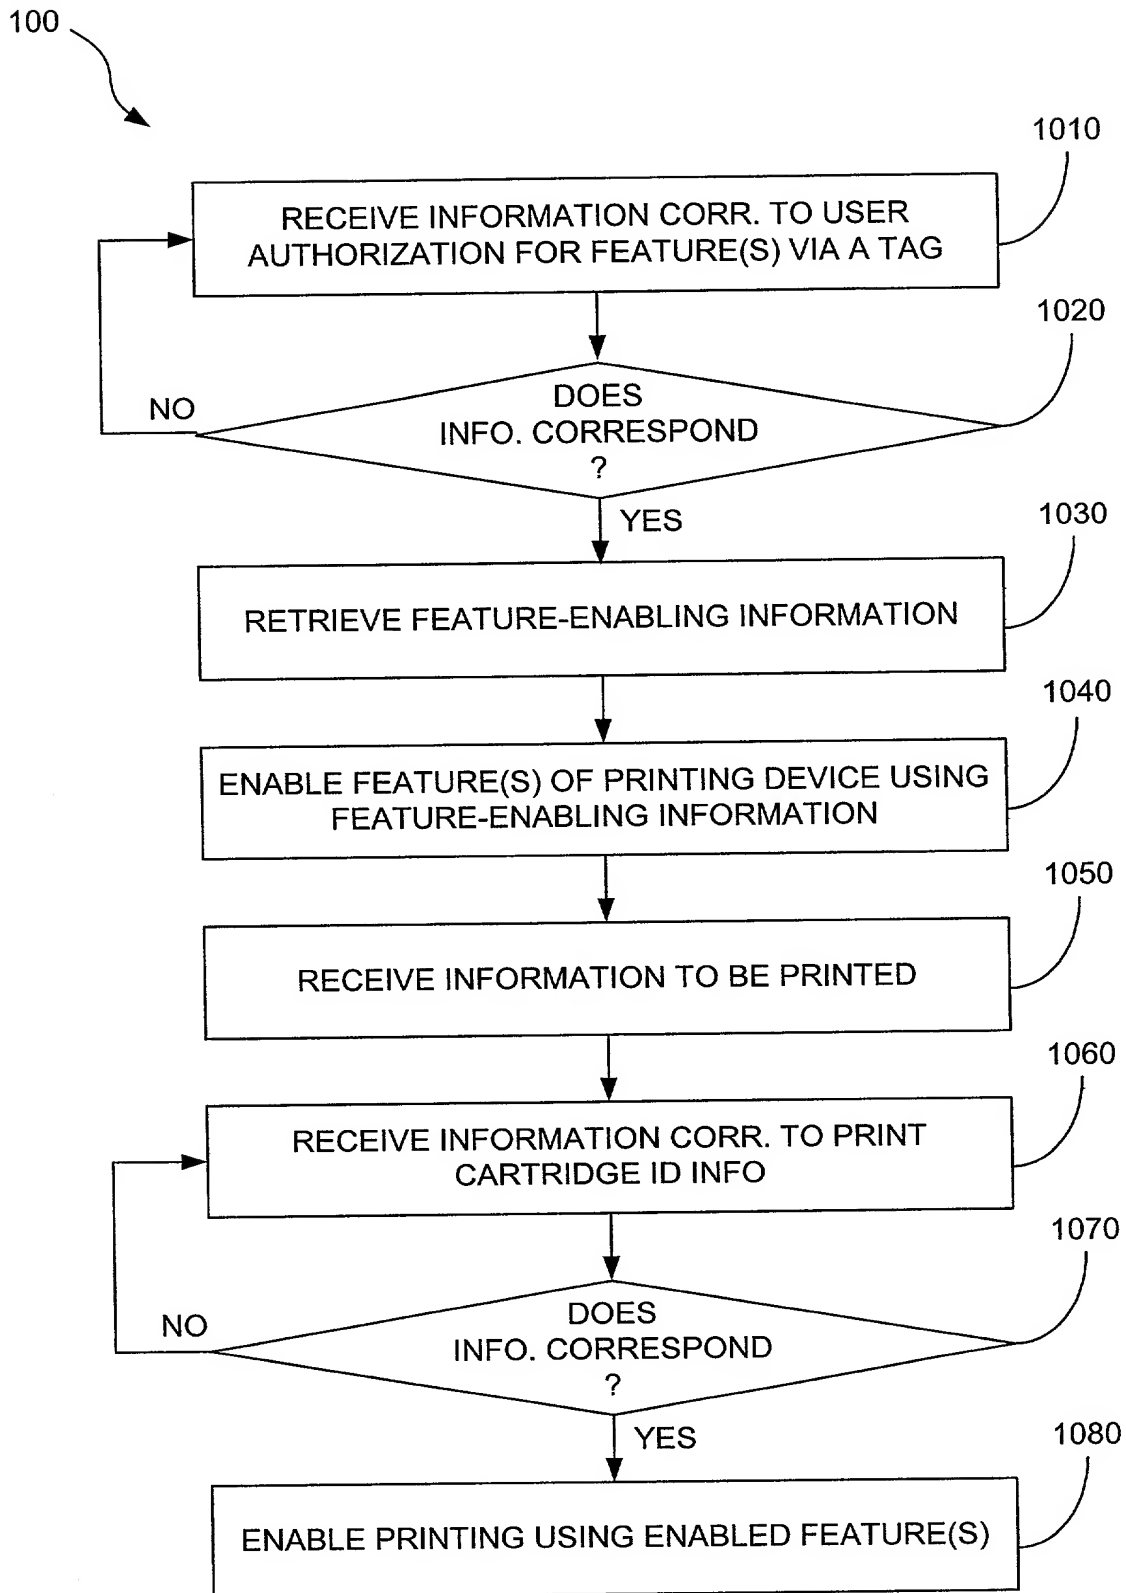 100
1010
RECEIVE INFORMATION CORR. TO USER
AUTHORIZATION FOR FEATURE(S) VIA A TAG
1020
DOES
INFO. CORRESPOND
?
NO
YES
1030
RETRIEVE FEATURE-ENABLING INFORMATION
1040
ENABLE FEATURE(S) OF PRINTING DEVICE USING
FEATURE-ENABLING INFORMATION
1050
RECEIVE INFORMATION TO BE PRINTED
1060
RECEIVE INFORMATION CORR. TO PRINT
CARTRIDGE ID INFO
1070
DOES
INFO. CORRESPOND
?
NO
YES
1080
ENABLE PRINTING USING ENABLED FEATURE(S)